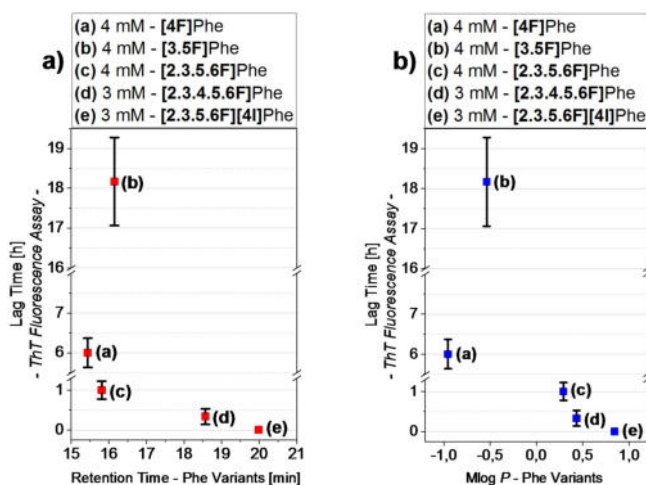 a)
(a) 4 mM - [4F]Phe
(b) 4 mM - [3.5F]Phe
(c) 4 mM - [2.3.5.6F]Phe
(d) 3 mM - [2.3.4.5.6F]Phe
(e) 3 mM - [2.3.5.6F][4I]Phe
Lag Time [h]
- ThT Fluorescence Assay -
19
18
17
16
7
6
1
0
(b)
(a)
(c)
(d)
(e)
15 16 17 18 19 20 21
Retention Time - Phe Variants [min]
b)
(a) 4 mM - [4F]Phe
(b) 4 mM - [3.5F]Phe
(c) 4 mM - [2.3.5.6F]Phe
(d) 3 mM - [2.3.4.5.6F]Phe
(e) 3 mM - [2.3.5.6F][4I]Phe
Lag Time [h]
- ThT Fluorescence Assay -
19
18
17
16
7
6
1
0
(b)
(a)
(c)
(d)
(e)
-1,0 -0,5 0,0 0,5 1,0
Mlog P - Phe Variants